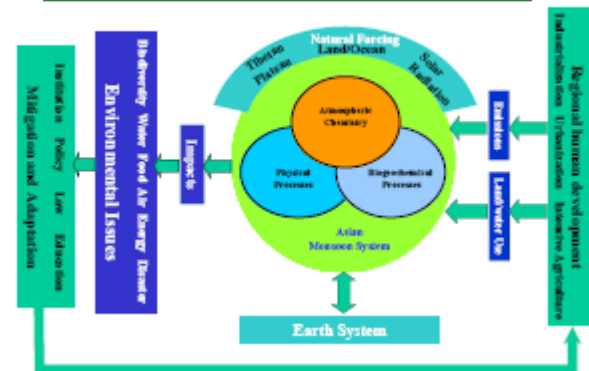 Natural Forcing
Land/Ocean
Tibetan
Plateau
Solar
Radiation
Atmospheric
Chemistry
Physical
Processes
Biogeochemical
Processes
Asian
Monsoon System
Earth System
Impacts
Environmental Issues
Biodiversity Water Food Air Energy Disaster
Mitigation and Adaptation
Institution Policy Law Education
Emissions
Land/water Use
Regional human development
Industrialization Urbanization Intensive Agriculture